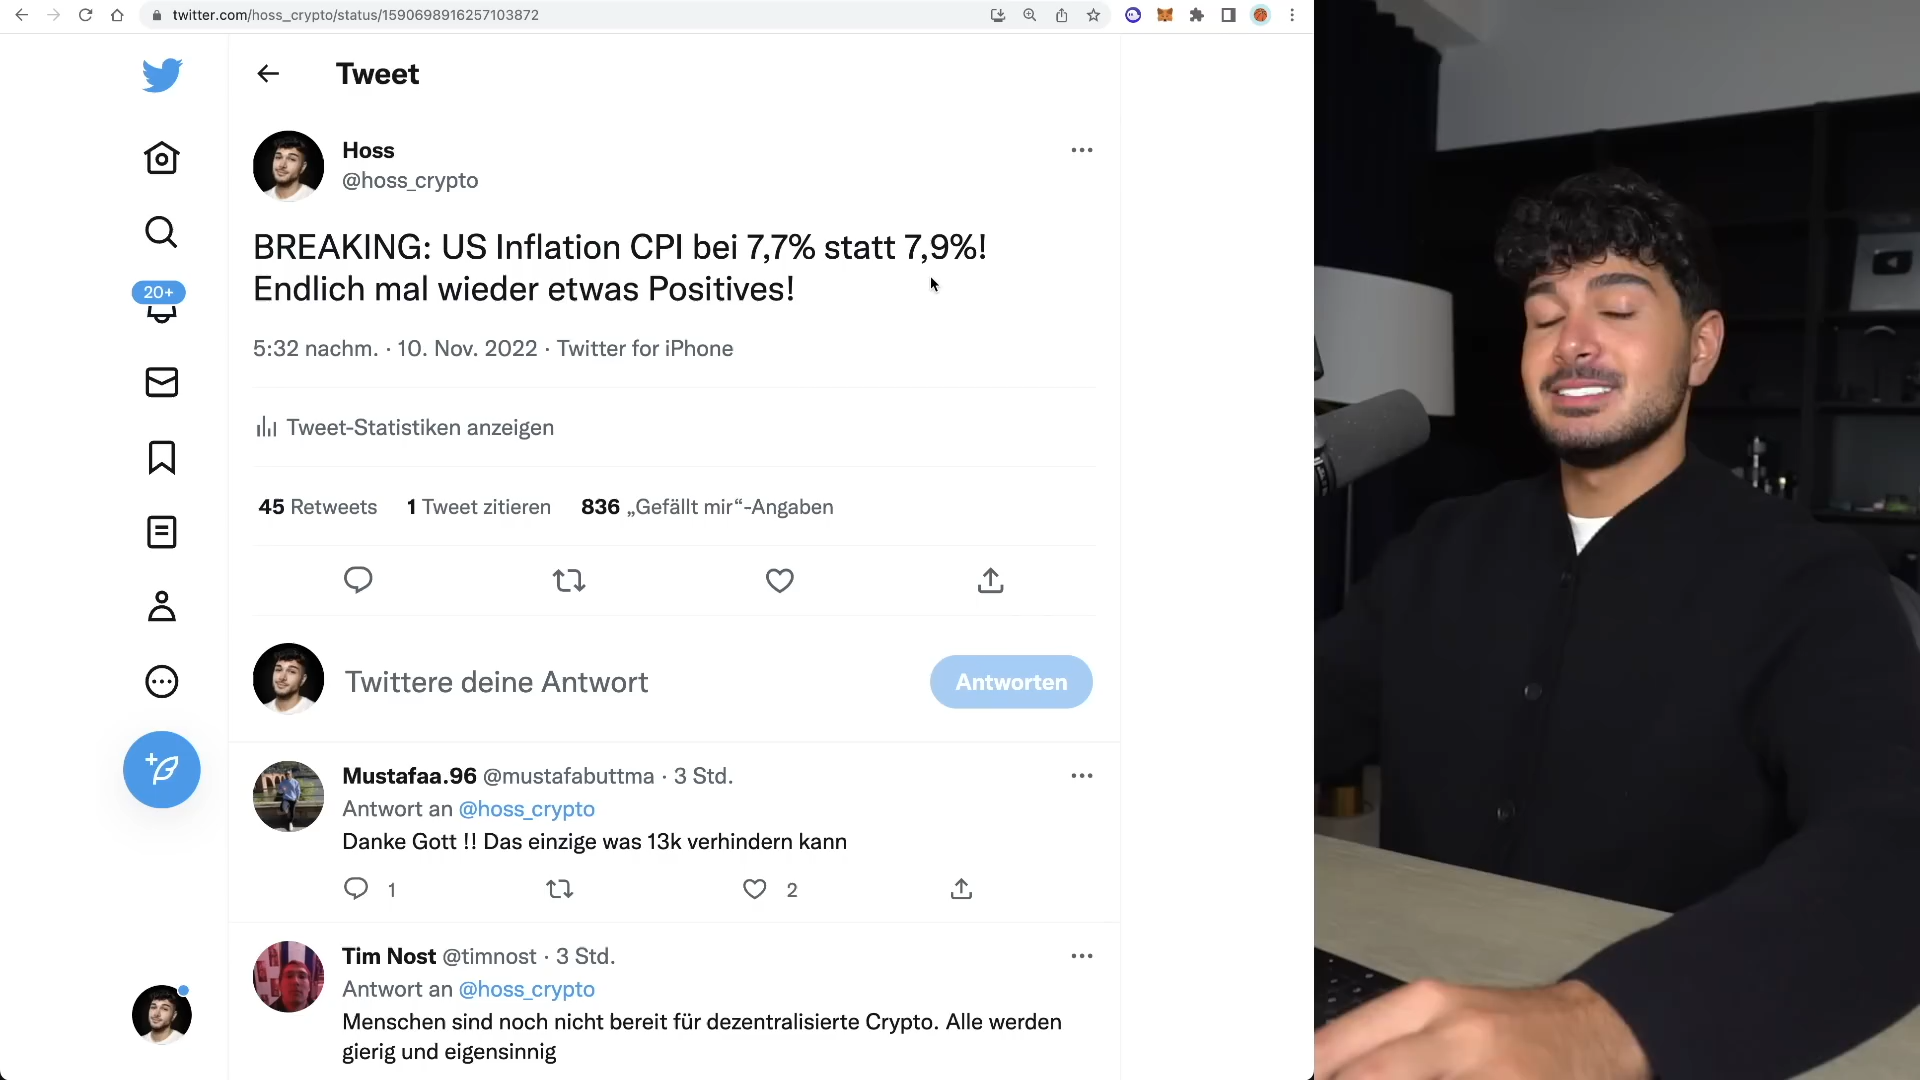 twitter.com/hoss_crypto/status/1590698916257103872
Tweet
Hoss
@hoss_crypto
BREAKING: US Inflation CPI bei 7,7% statt 7,9%!
Endlich mal wieder etwas Positives!
20+
5:32 nachm. · 10. Nov. 2022 · Twitter for iPhone
Tweet-Statistiken anzeigen
45 Retweets 1 Tweet zitieren 836 „Gefällt mir“-Angaben
Twittere deine Antwort
Antworten
Mustafaa.96 @mustafabuttma · 3 Std.
Antwort an @hoss_crypto
Danke Gott !! Das einzige was 13k verhindern kann
1 2
Tim Nost @timnost · 3 Std.
Antwort an @hoss_crypto
Menschen sind noch nicht bereit für dezentralisierte Crypto. Alle werden
gierig und eigensinnig